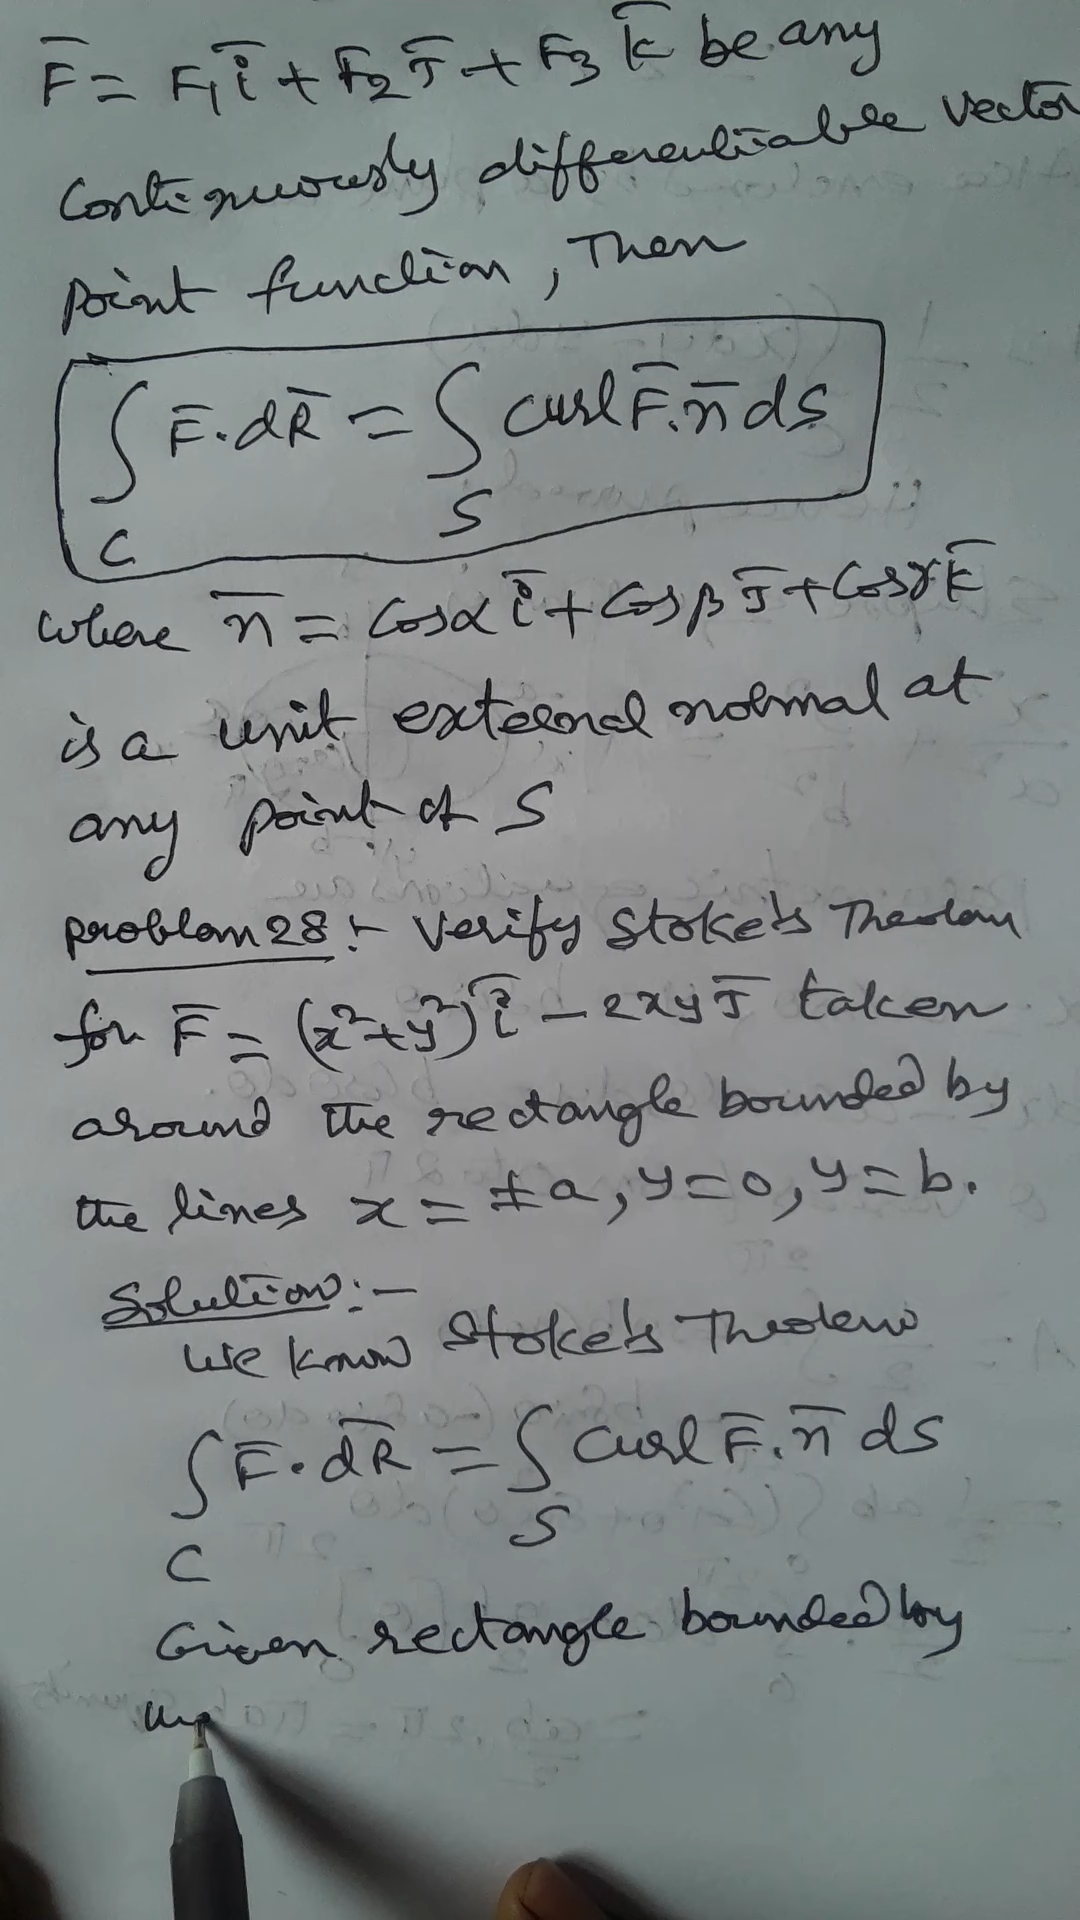 F̅ = F₁i̅ + F₂J̅ + F₃k̅ be any
Continuously differentiable vector
point function, Then
∫ F̅.dR̅ = ∫ curl F̅.n̅ ds
C S
where n̅ = Cosα i̅ + Cosβ J̅ + Cosγ k̅
is a unit external normal at
any point of S
problem 28 :- Verify Stoke's Theorem
for F̅ = (x²+y²)i̅ - 2xyJ̅ taken
around the rectangle bounded by
the lines x = ±a, y=0, y=b.
Solution :-
We know Stoke's Theorem
∫ F̅.dR̅ = ∫ Curl F̅.n̅ ds
C S
Given rectangle bounded by